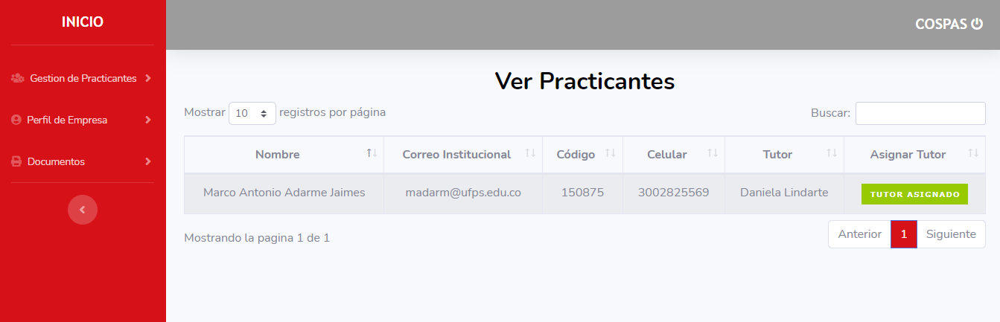 INICIO
COSPAS
Gestion de Practicantes
Perfil de Empresa
Documentos
Ver Practicantes
Mostrar 10 registros por página
Buscar:
Nombre Correo Institucional Código Celular Tutor Asignar Tutor
Marco Antonio Adarme Jaimes madarm@ufps.edu.co 150875 3002825569 Daniela Lindarte TUTOR ASIGNADO
Mostrando la pagina 1 de 1
Anterior 1 Siguiente